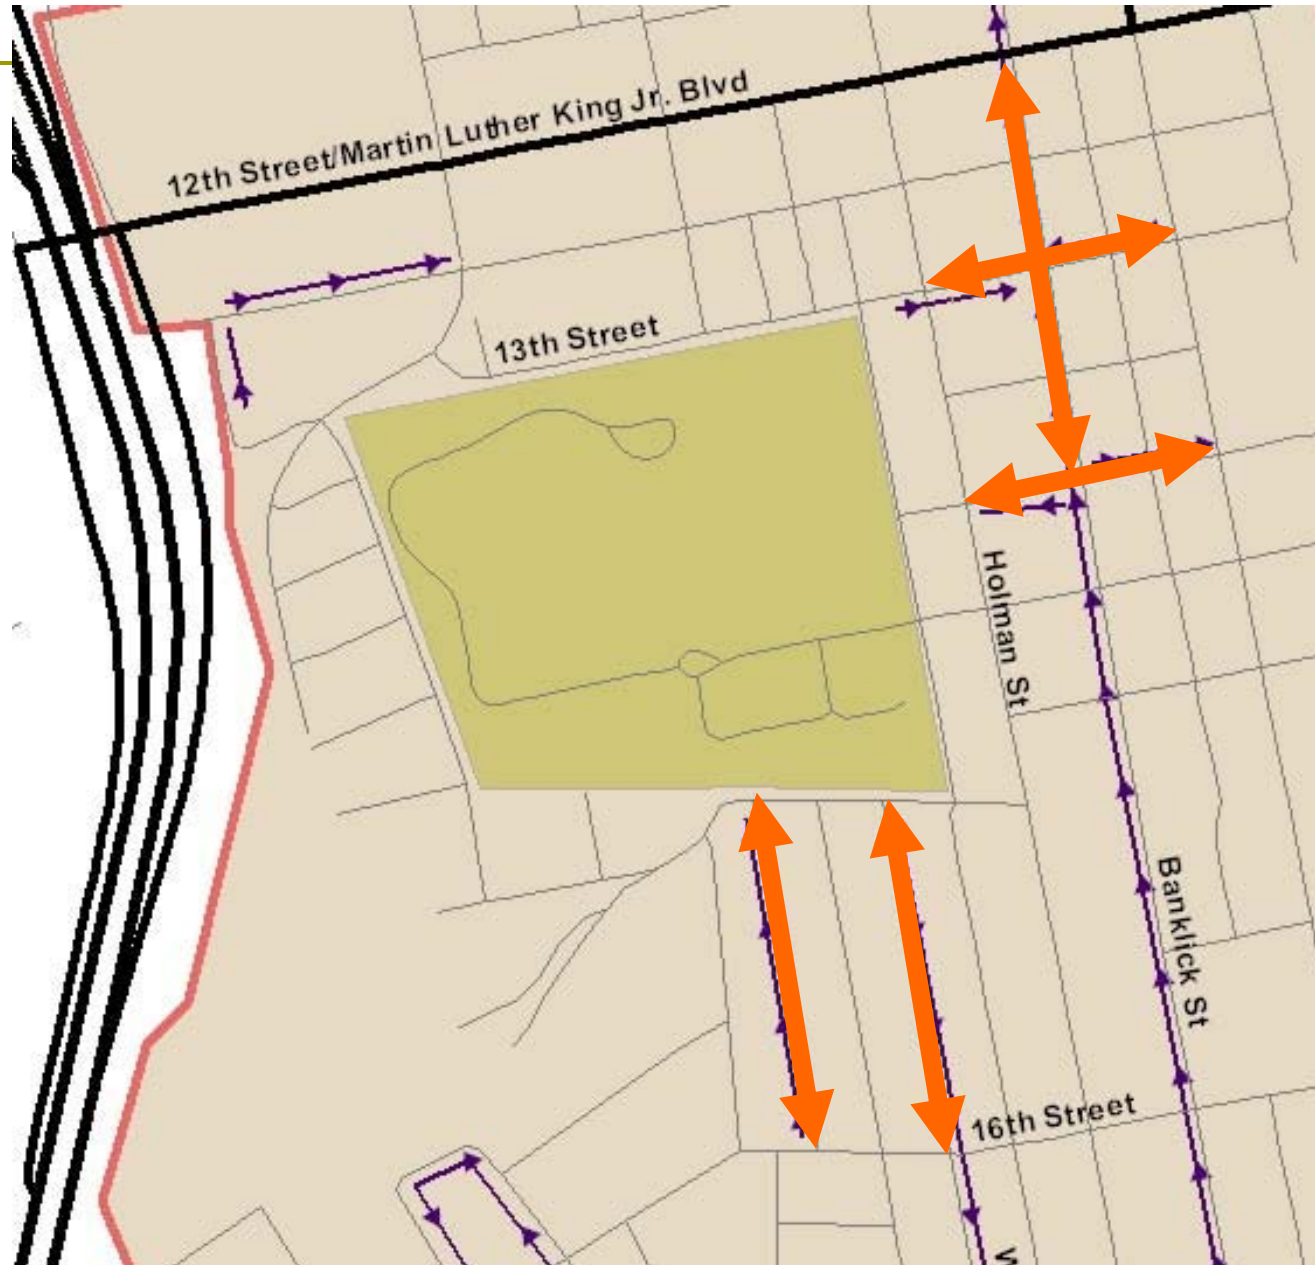 12th Street/Martin Luther King Jr. Blvd
13th Street
Holman St
Banklick St
16th Street
W